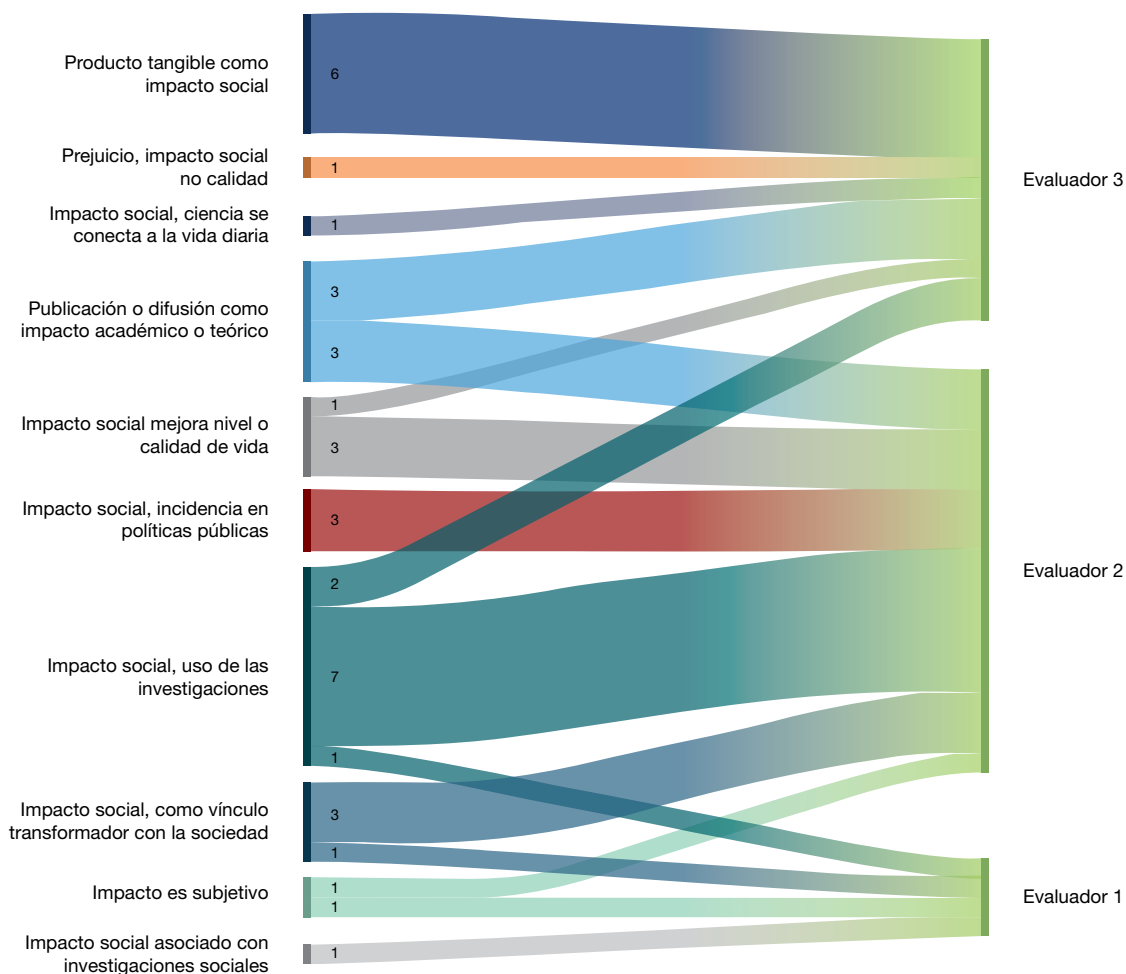 Producto tangible como
impacto social
6
Prejuicio, impacto social
no calidad
1
Evaluador 3
Impacto social, ciencia se
conecta a la vida diaria
1
Publicación o difusión como
impacto académico o teórico
3
3
Impacto social mejora nivel o
calidad de vida
1
3
Impacto social, incidencia en
políticas públicas
3
Evaluador 2
Impacto social, uso de las
investigaciones
2
7
1
Impacto social, como vínculo
transformador con la sociedad
3
1
Impacto es subjetivo
1
1
Evaluador 1
Impacto social asociado con
investigaciones sociales
1